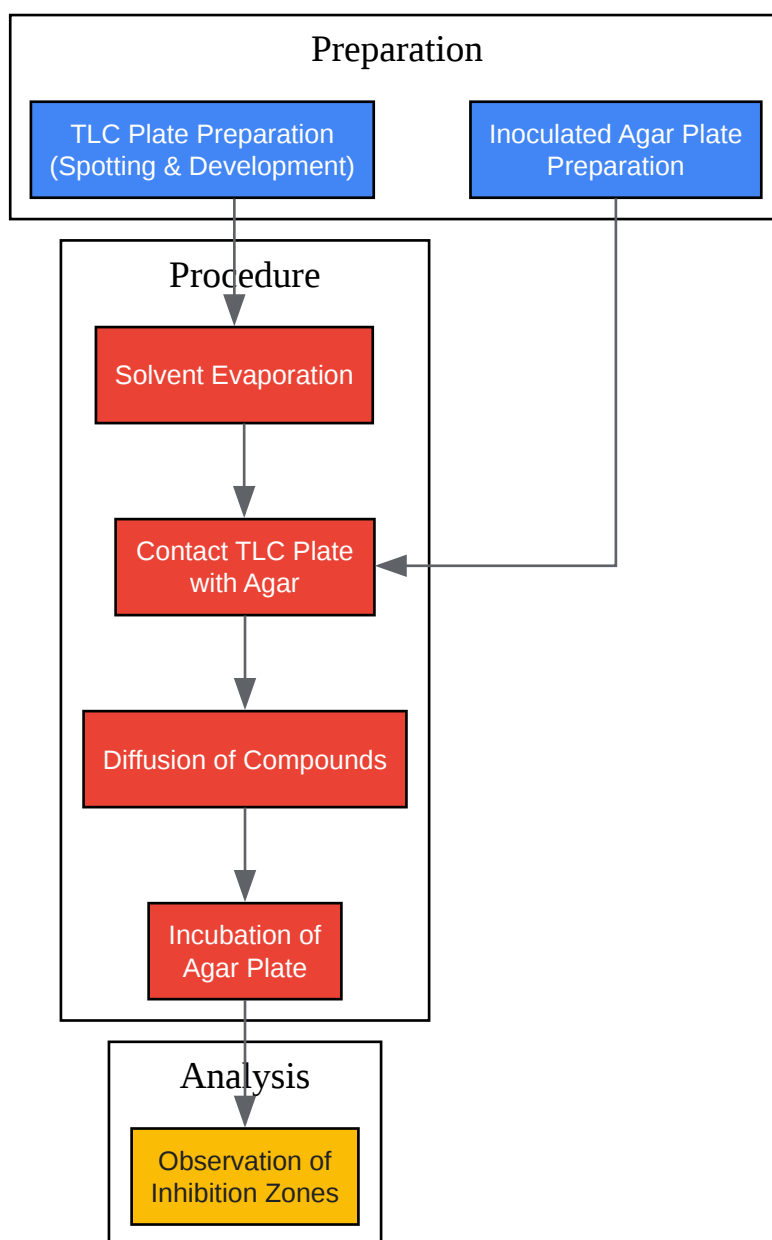 Preparation
TLC Plate Preparation
(Spotting & Development)
Inoculated Agar Plate
Preparation
Procedure
Solvent Evaporation
Contact TLC Plate
with Agar
Diffusion of Compounds
Incubation of
Agar Plate
Analysis
Observation of
Inhibition Zones